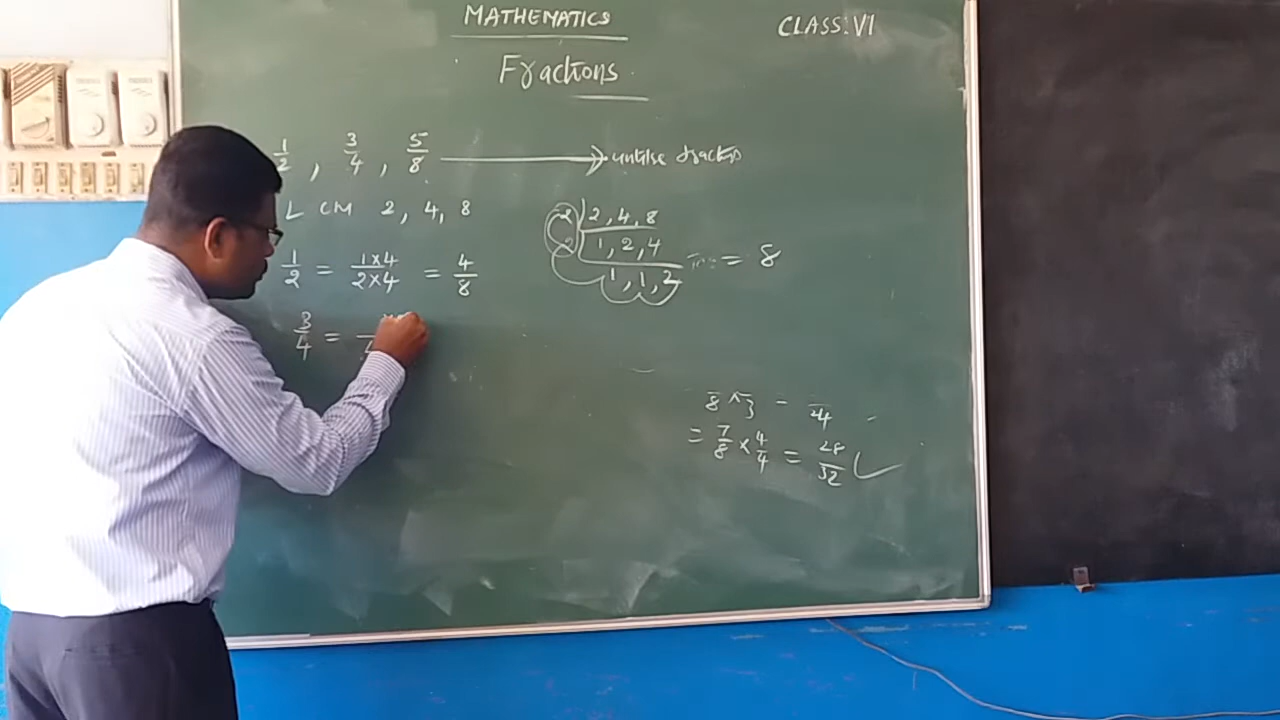 MATHEMATICS
CLASS: VI
Fractions
1/2, 3/4, 5/8 → unlike fractions
LCM 2, 4, 8
2 | 2, 4, 8
2 | 1, 2, 4
1, 1, 2
= 8
1/2 = 1×4/2×4 = 4/8
3/4 =
= 7/8 × 4/4 = 28/32